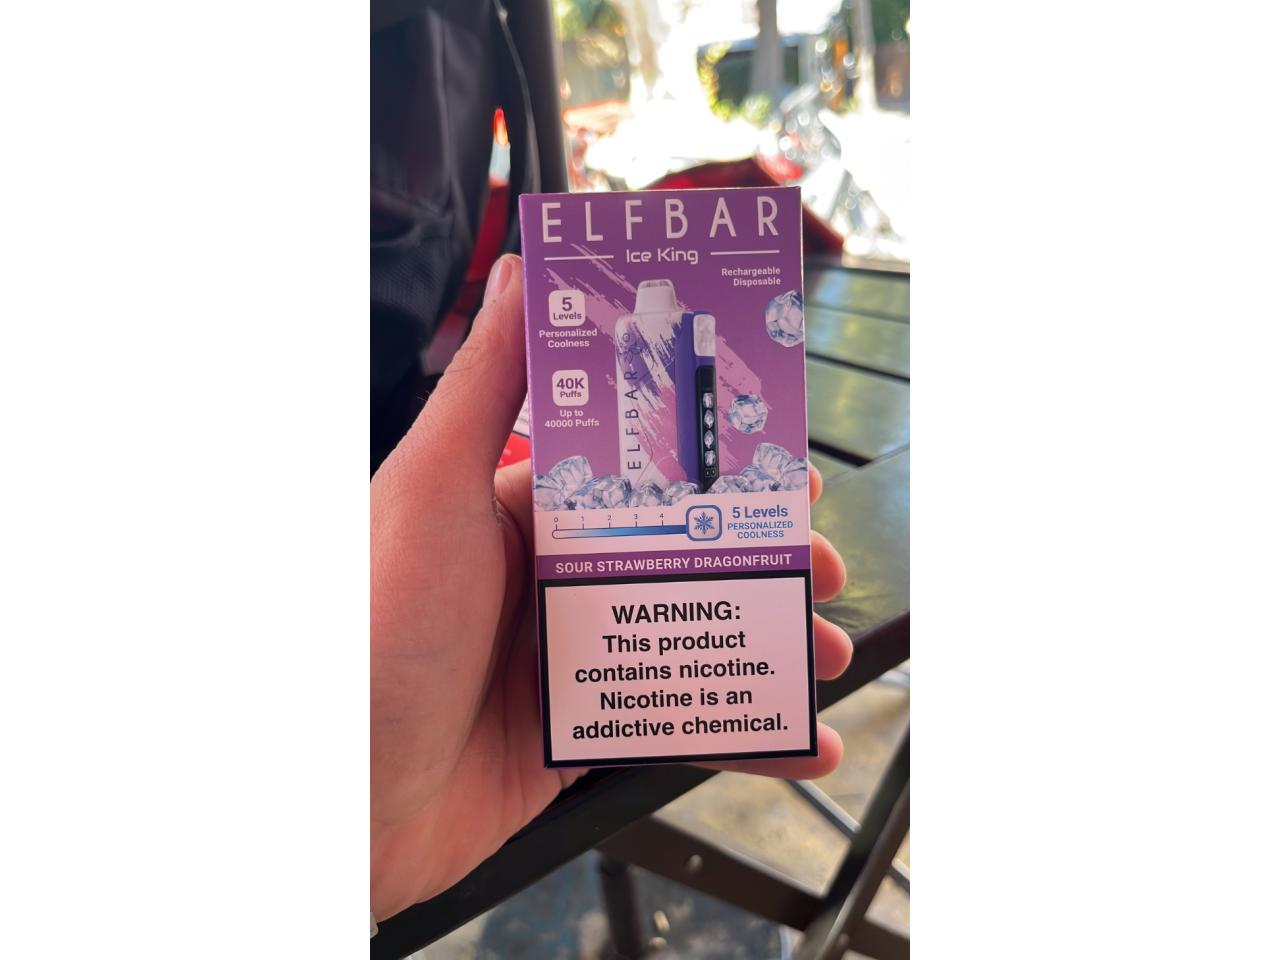 ELFBAR
Ice King
Rechargeable
Disposable
5
Levels
Personalized
Coolness
40K
Puffs
Up to
40000 Puffs
ELFBAR
0 1 2 3 4
5 Levels
PERSONALIZED
COOLNESS
SOUR STRAWBERRY DRAGONFRUIT
WARNING:
This product
contains nicotine.
Nicotine is an
addictive chemical.